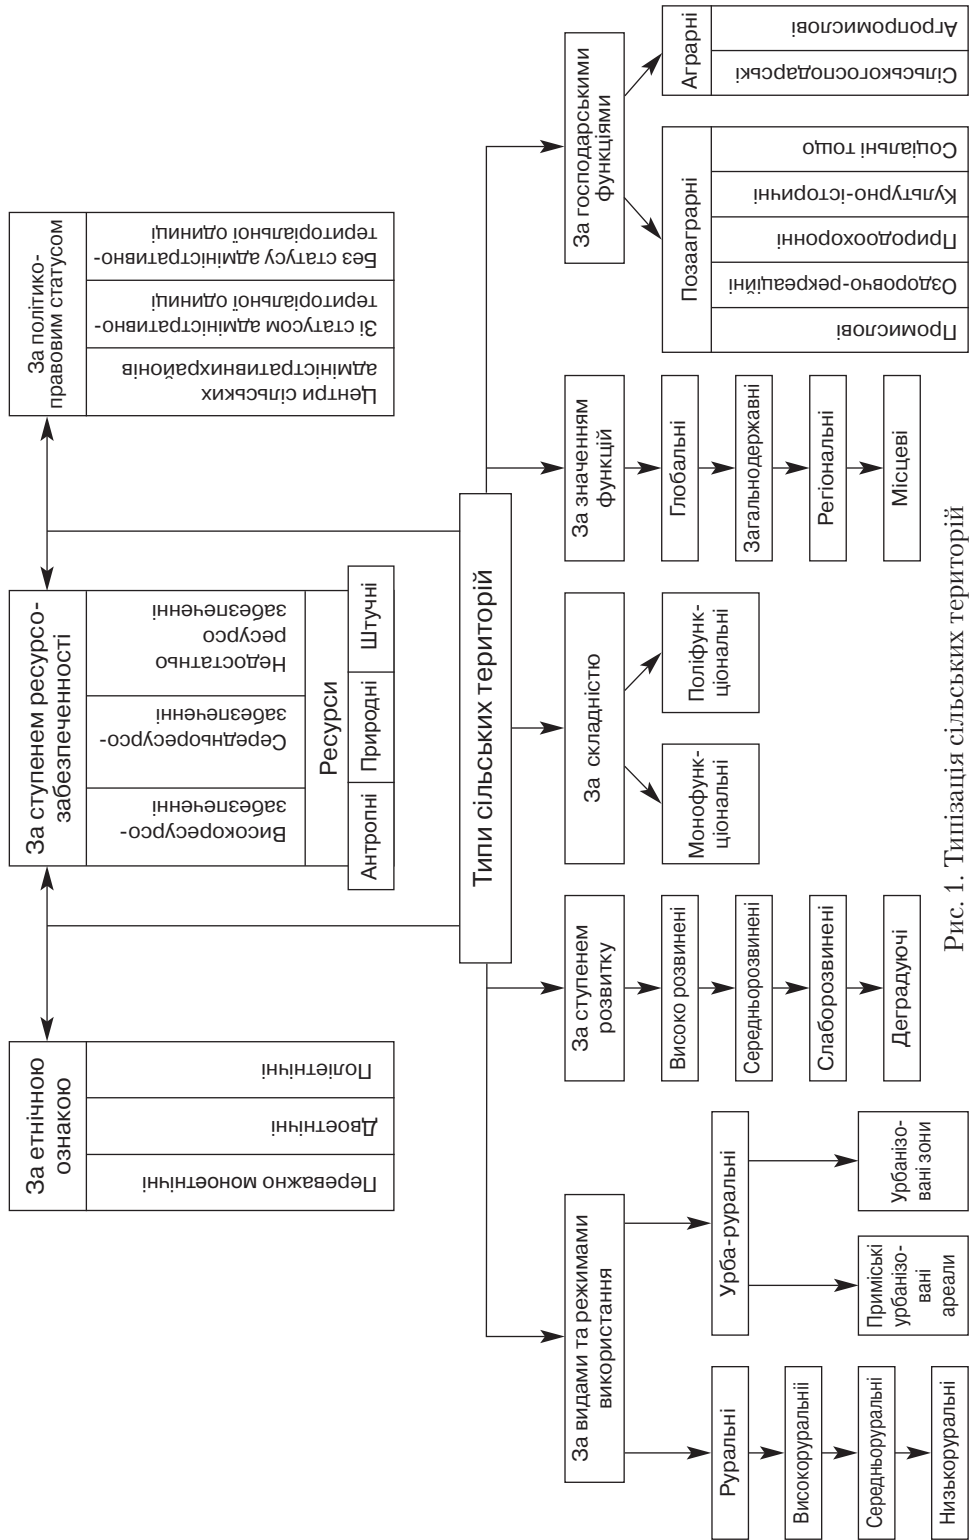 За етнічною
ознакою
Переважно моноетнічні
Двоетнічні
Поліетнічні
За ступенем ресурсо-
забезпеченності
Високоресурсо-
забезпеченні
Середньоресурсо-
забезпеченні
Недостатньо
ресурсо
забезпеченні
Ресурси
Антропні
Природні
Штучні
За політико-
правовим статусом
Центри сільських
адміністративнихрайонів
Зі статусом адміністративно-
територіальної одиниці
Без статусу адміністративно-
територіальної одиниці
Типи сільських територій
За видами та режимами
використання
Руральні
Високоруральніі
Середньоруральні
Низькоруральні
Урба-руральні
Приміські
урбанізо-
вані
ареали
Урбанізо-
вані зони
За ступенем
розвитку
Високо розвинені
Середньорозвинені
Слаборозвинені
Деградуючі
За складністю
Монофунк-
ціональні
Поліфунк-
ціональні
За значенням
функцій
Глобальні
Загальнодержавні
Регіональні
Місцеві
За господарськими
функціями
Позааграрні
Промислові
Оздоровчо-рекреаційні
Природоохоронні
Культурно-історичні
Соціальні тощо
Аграрні
Сільськогосподарські
Агропромислові
Рис. 1. Типізація сільських територій